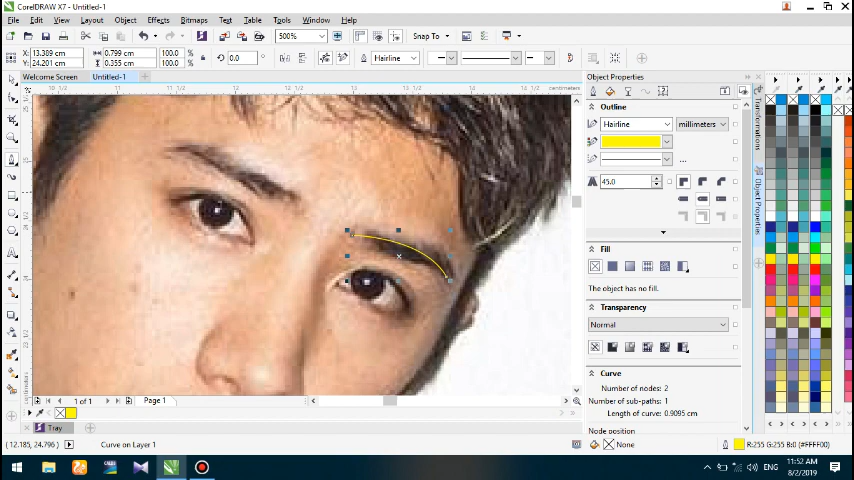 CorelDRAW X7 - Untitled-1
File Edit View Layout Object Effects Bitmaps Text Table Tools Window Help
500% Snap To
X: 13.389 cm 0.799 cm 100.0 %
Y: 24.201 cm 0.355 cm 100.0 %
0.0 Hairline
Welcome Screen Untitled-1
centimeters
Object Properties
Outline
Hairline millimeters
...
45.0
Fill
The object has no fill.
Transparency
Normal
Curve
Number of nodes: 2
Number of sub-paths: 1
Length of curve: 0.9095 cm
Node position
Transformations
Object Properties
1 of 1 Page 1
Tray
(12.185, 24.796) Curve on Layer 1 None R:255 G:255 B:0 (#FFFF00)
ENG 11:52 AM
8/2/2019